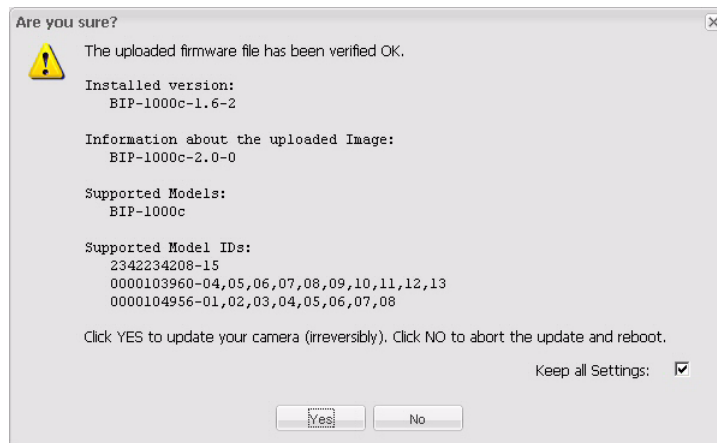 Are you sure?
The uploaded firmware file has been verified OK.
Installed version:
BIP-1000c-1.6-2
Information about the uploaded Image:
BIP-1000c-2.0-0
Supported Models:
BIP-1000c
Supported Model IDs:
2342234208-15
0000103960-04,05,06,07,08,09,10,11,12,13
0000104956-01,02,03,04,05,06,07,08
Click YES to update your camera (irreversibly). Click NO to abort the update and reboot.
Keep all Settings:
Yes No